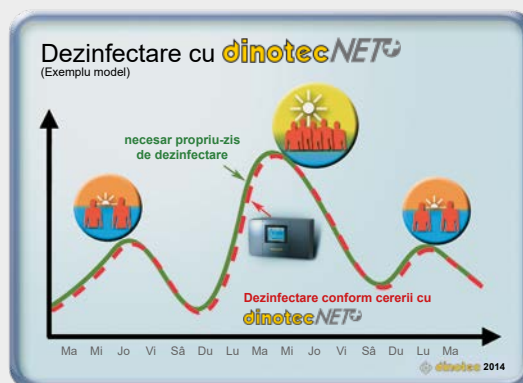 Dezinfectare cu dinotecNET+
(Exemplu model)
necesar propriu-zis
de dezinfectare
Dezinfectare conform cererii cu
dinotecNET+
Ma Mi Jo Vi Sâ Du Lu Ma Mi Jo Vi Sâ Du Lu Ma
dinotec 2014